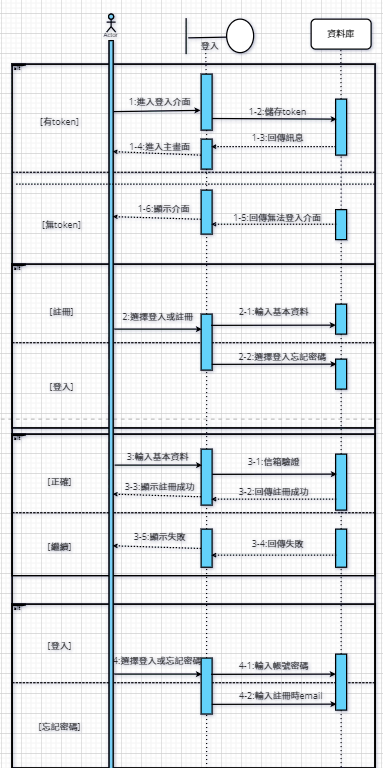 Actor
登入
資料庫
1:進入登入介面
[有token]
1-2:儲存token
1-3:回傳訊息
1-4:進入主畫面
1-6:顯示介面
1-5:回傳無法登入介面
[無token]
[註冊]
2:選擇登入或註冊
2-1:輸入基本資料
2-2:選擇登入忘記密碼
[登入]
3:輸入基本資料
3-1:信箱驗證
[正確]
3-3:顯示註冊成功
3-2:回傳註冊成功
3-5:顯示失敗
3-4:回傳失敗
[繼續]
[登入]
4:選擇登入或忘記密碼
4-1:輸入帳號密碼
4-2:輸入註冊時email
[忘記密碼]